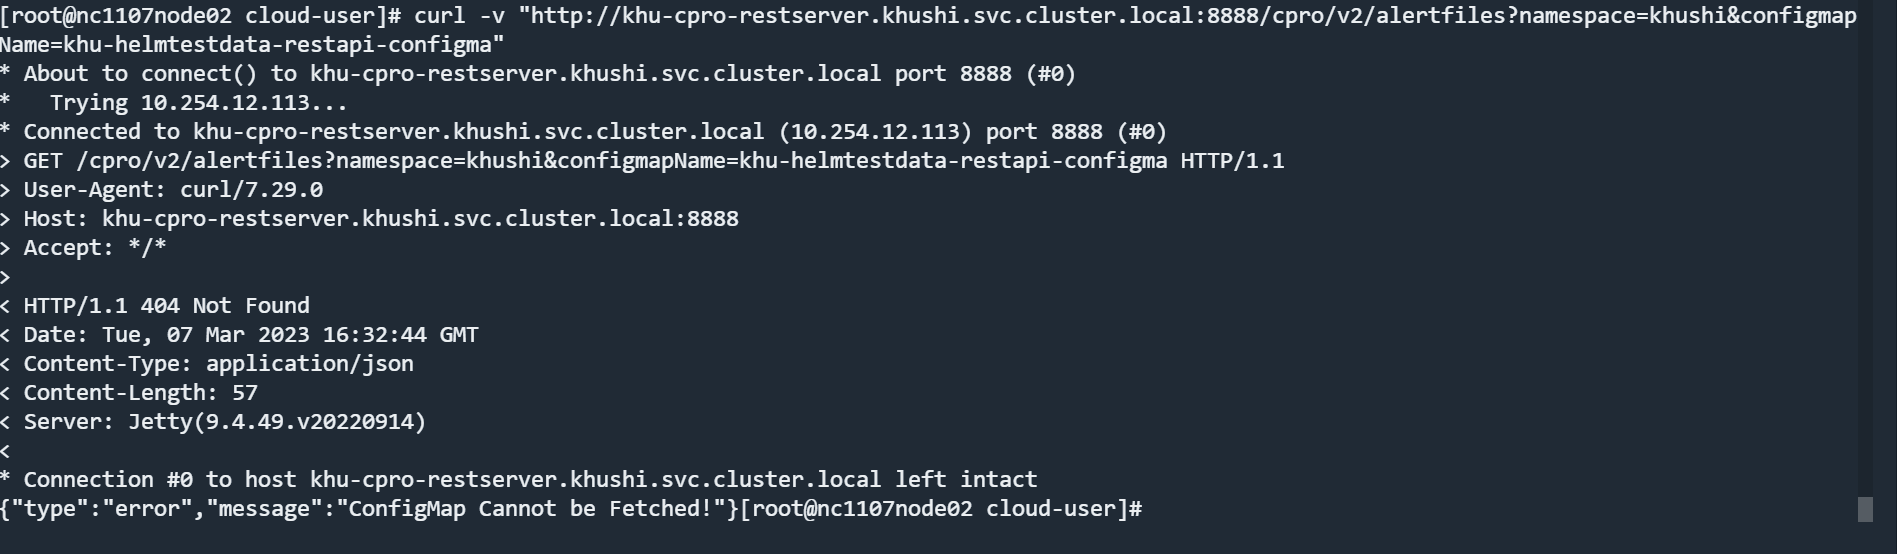 [root@nc1107node02 cloud-user]# curl -v "http://khu-cpro-restserver.khushi.svc.cluster.local:8888/cpro/v2/alertfiles?namespace=khushi&configmap
Name=khu-helmtestdata-restapi-configma"
* About to connect() to khu-cpro-restserver.khushi.svc.cluster.local port 8888 (#0)
*   Trying 10.254.12.113...
* Connected to khu-cpro-restserver.khushi.svc.cluster.local (10.254.12.113) port 8888 (#0)
> GET /cpro/v2/alertfiles?namespace=khushi&configmapName=khu-helmtestdata-restapi-configma HTTP/1.1
> User-Agent: curl/7.29.0
> Host: khu-cpro-restserver.khushi.svc.cluster.local:8888
> Accept: */*
>
< HTTP/1.1 404 Not Found
< Date: Tue, 07 Mar 2023 16:32:44 GMT
< Content-Type: application/json
< Content-Length: 57
< Server: Jetty(9.4.49.v20220914)
<
* Connection #0 to host khu-cpro-restserver.khushi.svc.cluster.local left intact
{"type":"error","message":"ConfigMap Cannot be Fetched!"}[root@nc1107node02 cloud-user]#